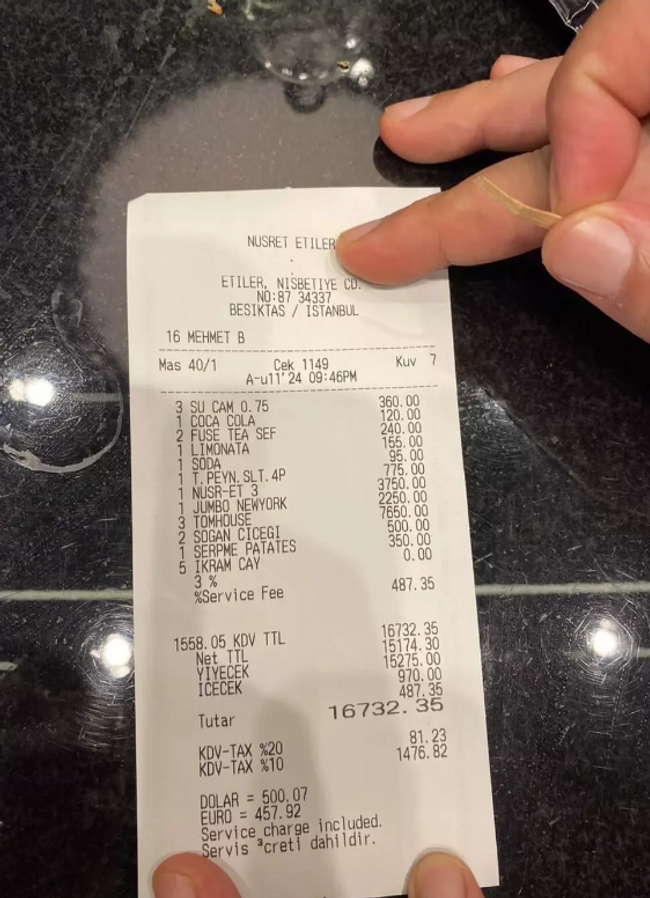 NUSRET ETILER
.
.
ETILER, NISBETIYE CD.
NO:87 34337
BESIKTAS / ISTANBUL
16 MEHMET B
Mas 40/1 Cek 1149 Kuv 7
A-u11'24 09:46PM
3 SU CAM 0.75 360.00
1 COCA COLA 120.00
2 FUSE TEA SEF 240.00
1 LIMONATA 155.00
1 SODA 95.00
1 T.PEYN.SLT.4P 775.00
1 NUSR-ET 3 3750.00
1 JUMBO NEWYORK 2250.00
3 TOMHOUSE 7650.00
2 SOGAN CICEGI 500.00
1 SERPME PATATES 350.00
5 IKRAM CAY 0.00
3 %
%Service Fee 487.35
16732.35
1558.05 KDV TTL 15174.30
Net TTL 15275.00
YIYECEK 970.00
ICECEK 487.35
Tutar 16732.35
KDV-TAX %20 81.23
KDV-TAX %10 1476.82
DOLAR = 500.07
EURO = 457.92
Service charge included.
Servis ³creti dahildir.